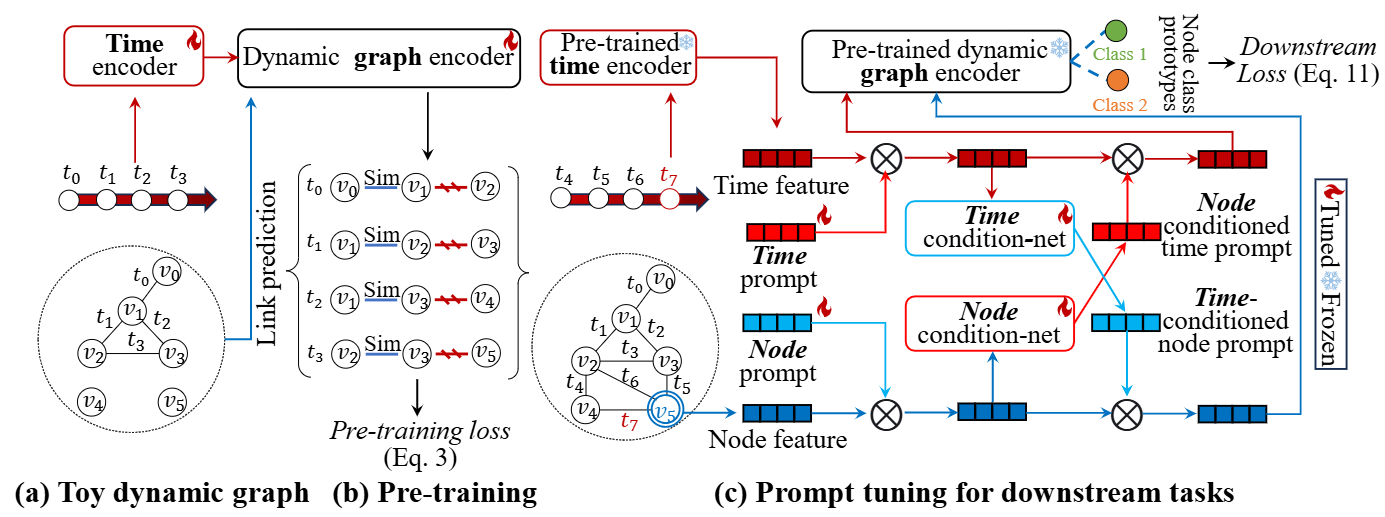 Time
encoder
Dynamic graph encoder
t₀ t₁ t₂ t₃
t₀ v₀
v₁
t₁ t₂
t₃
v₂ v₃
v₄ v₅
Link prediction
t₀ v₀ Sim v₁ v₂
t₁ v₁ Sim v₂ v₃
t₂ v₁ Sim v₃ v₄
t₃ v₂ Sim v₃ v₅
Pre-training loss
(Eq. 3)
Pre-trained
time encoder
t₄ t₅ t₆ t₇
t₀ v₀
v₁
t₁ t₂
v₂ t₃ v₃
t₄ t₆ t₅
v₄ t₇ v₅
Pre-trained dynamic
graph encoder
Class 1
Class 2
Node class
prototypes
Downstream
Loss (Eq. 11)
Time feature
Time
prompt
Time
condition-net
Node
conditioned
time prompt
Node
prompt
Node
condition-net
Time-
conditioned
node prompt
Node feature
Tuned Frozen
(a) Toy dynamic graph (b) Pre-training (c) Prompt tuning for downstream tasks